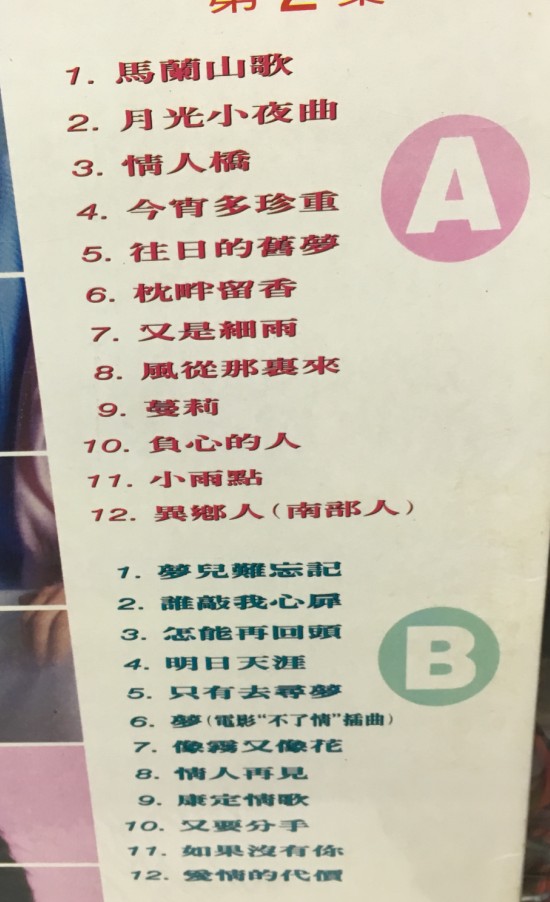 第2集
1. 馬蘭山歌
2. 月光小夜曲
3. 情人橋
4. 今宵多珍重
5. 往日的舊夢
6. 枕畔留香
7. 又是細雨
8. 風從那裏來
9. 蔓莉
10. 負心的人
11. 小雨點
12. 異鄉人(南部人)
A
1. 夢兒難忘記
2. 誰敲我心扉
3. 怎能再回頭
4. 明日天涯
5. 只有去尋夢
6. 夢(電影"不了情"插曲)
7. 像霧又像花
8. 情人再見
9. 康定情歌
10. 又要分手
11. 如果沒有你
12. 愛情的代價
B